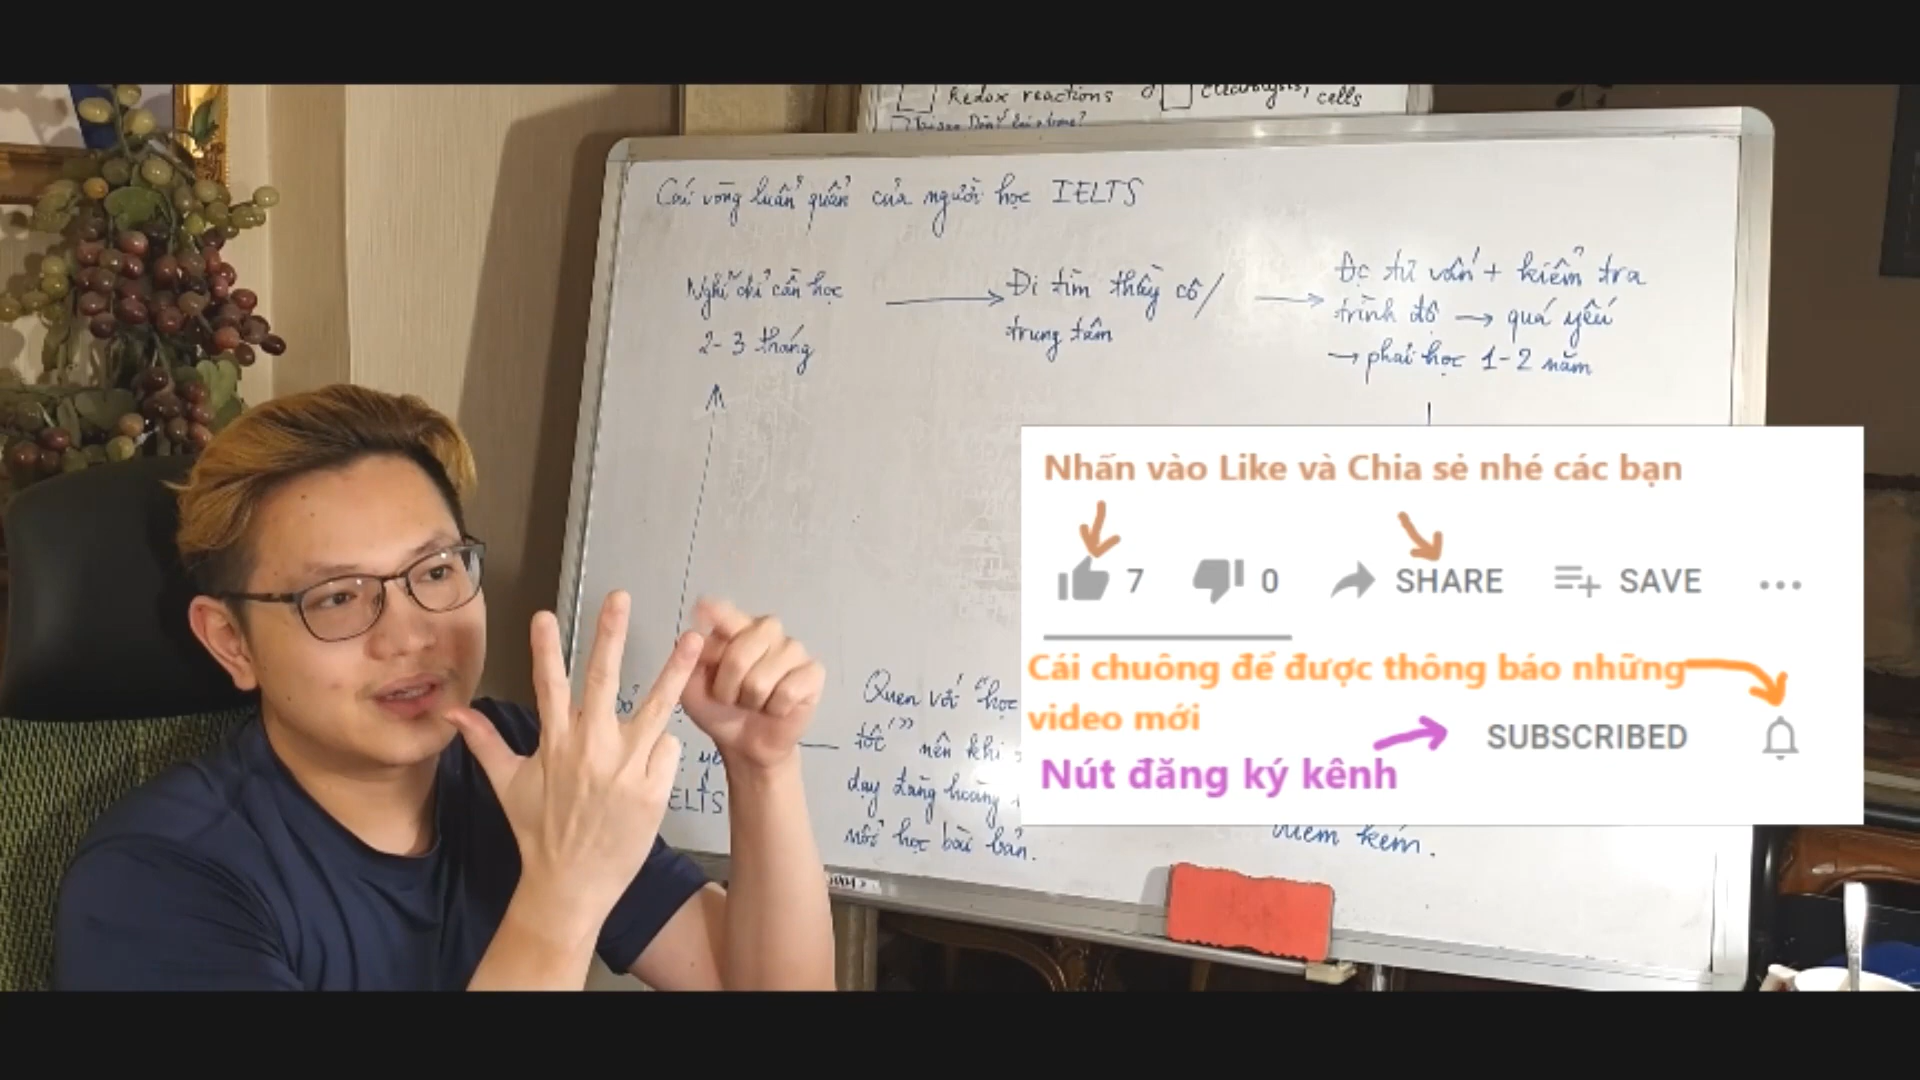 Redox reactions
cells
Cái vòng luẩn quẩn của người học IELTS
Nghĩ chỉ cần học
2-3 tháng
Đi tìm thầy cô/
trung tâm
Đc tư vấn + kiểm tra
trình độ → quá yếu
→ phải học 1-2 năm
Nhấn vào Like và Chia sẻ nhé các bạn
7 0 SHARE SAVE ...
Cái chuông để được thông báo những
video mới
SUBSCRIBED
Nút đăng ký kênh
Quen với "học
tốc" nên khi
dạy đàng hoàng
mới học bài bản.
IELTS
kém.